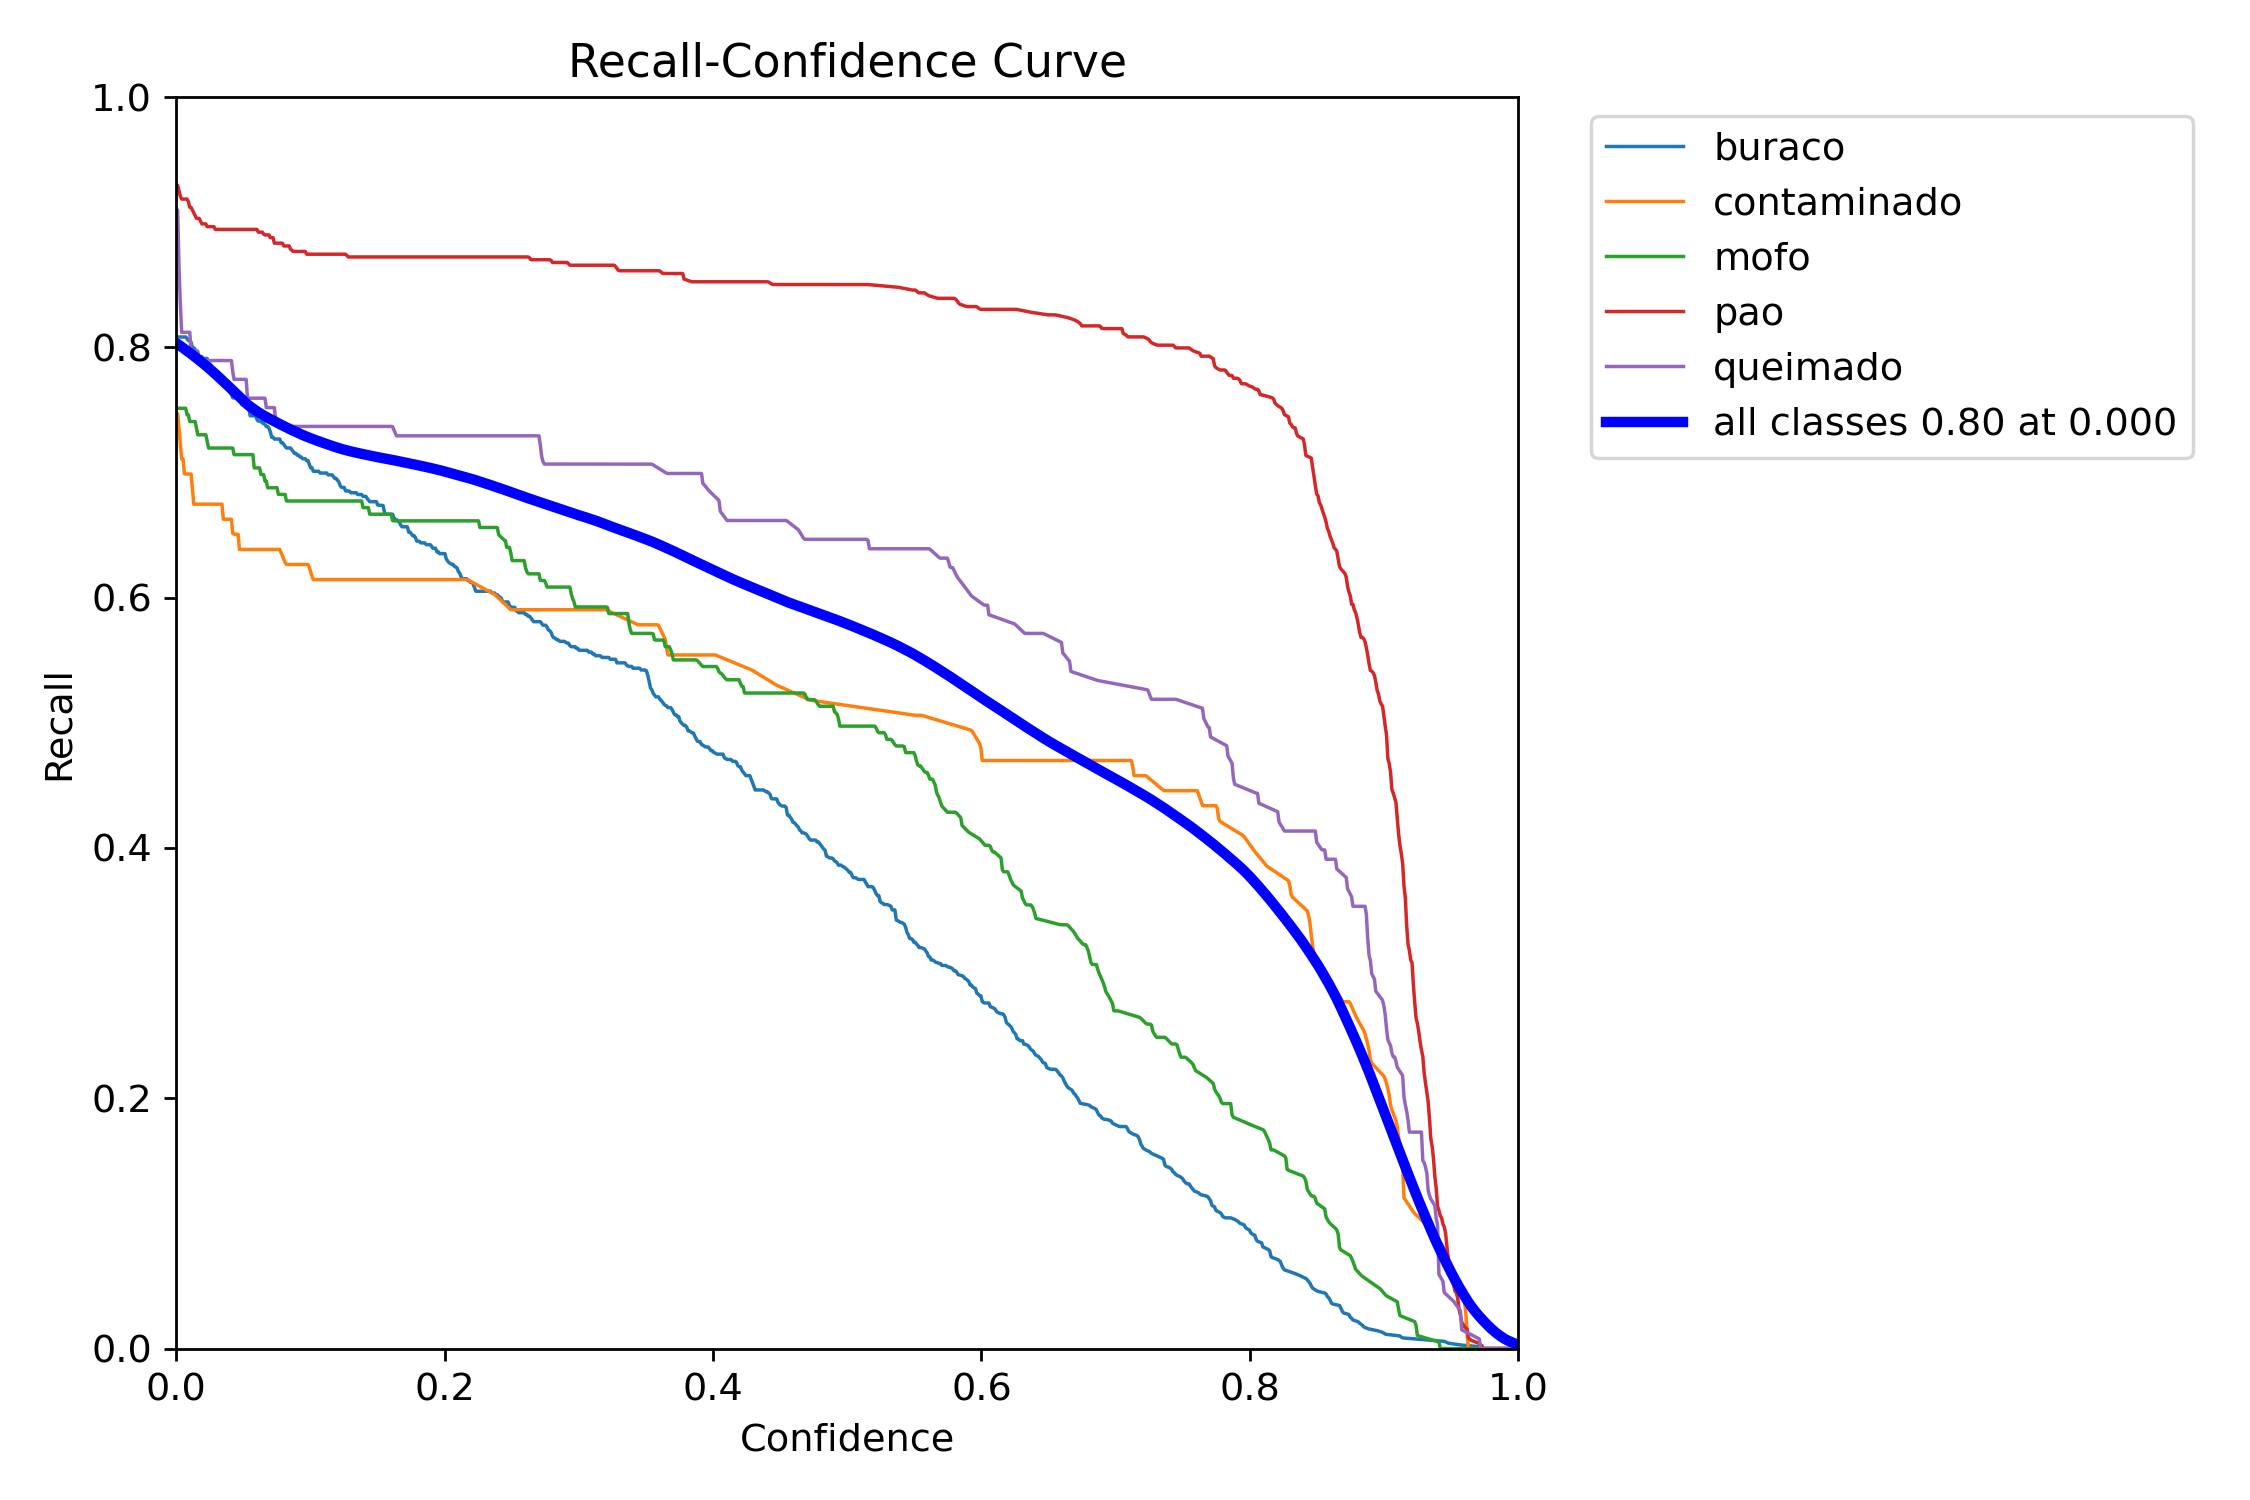 Recall-Confidence Curve
1.0
0.8
0.6
0.4
0.2
0.0
Recall
0.0 0.2 0.4 0.6 0.8 1.0
Confidence
buraco
contaminado
mofo
pao
queimado
all classes 0.80 at 0.000